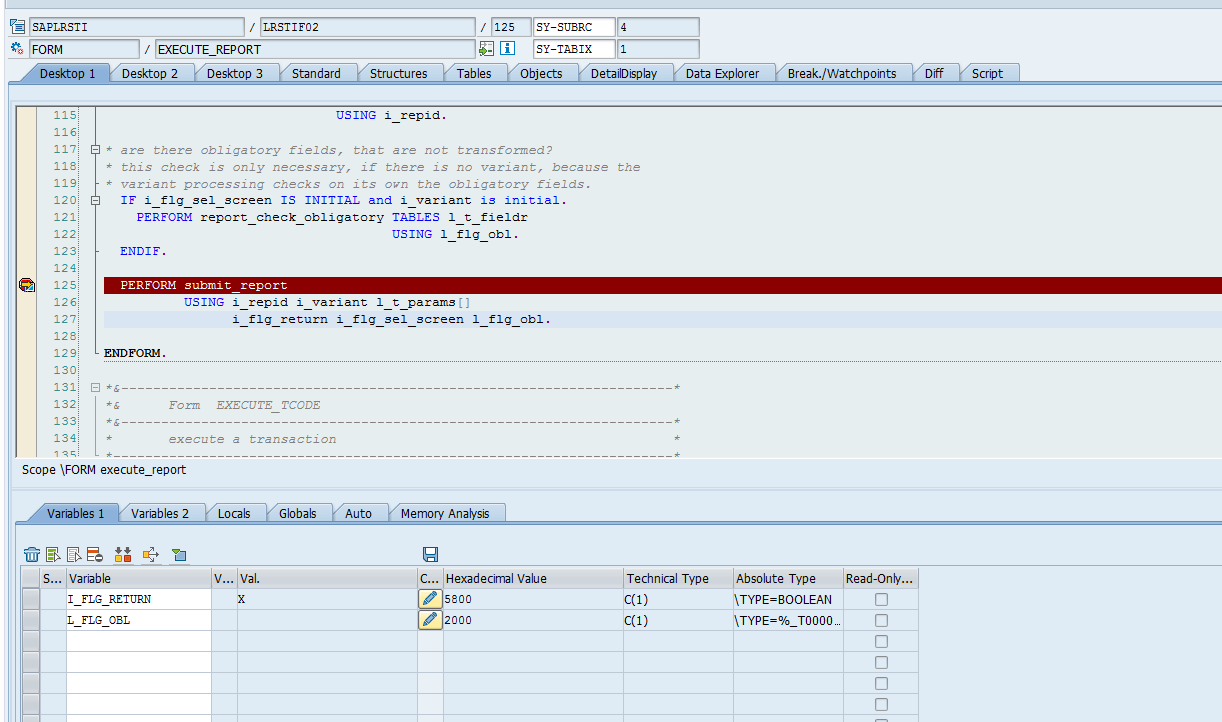 SAPLRSTI / LRSTIF02 / 125 SY-SUBRC 4
FORM / EXECUTE_REPORT SY-TABIX 1
Desktop 1 Desktop 2 Desktop 3 Standard Structures Tables Objects DetailDisplay Data Explorer Break./Watchpoints Diff Script
115 USING i_repid.
116
117 * are there obligatory fields, that are not transformed?
118 * this check is only necessary, if there is no variant, because the
119 * variant processing checks on its own the obligatory fields.
120 IF i_flg_sel_screen IS INITIAL and i_variant is initial.
121 PERFORM report_check_obligatory TABLES l_t_fieldr
122 USING l_flg_obl.
123 ENDIF.
124
125 PERFORM submit_report
126 USING i_repid i_variant l_t_params[]
127 i_flg_return i_flg_sel_screen l_flg_obl.
128
129 ENDFORM.
130
131 *&---------------------------------------------------------------------*
132 *& Form EXECUTE_TCODE
133 *&---------------------------------------------------------------------*
134 * execute a transaction *
135 *----------------------------------------------------------------------*
Scope \FORM execute_report
Variables 1 Variables 2 Locals Globals Auto Memory Analysis
S... Variable V... Val. C... Hexadecimal Value Technical Type Absolute Type Read-Only...
I_FLG_RETURN X 5800 C(1) \TYPE=BOOLEAN
L_FLG_OBL 2000 C(1) \TYPE=%_T0000...